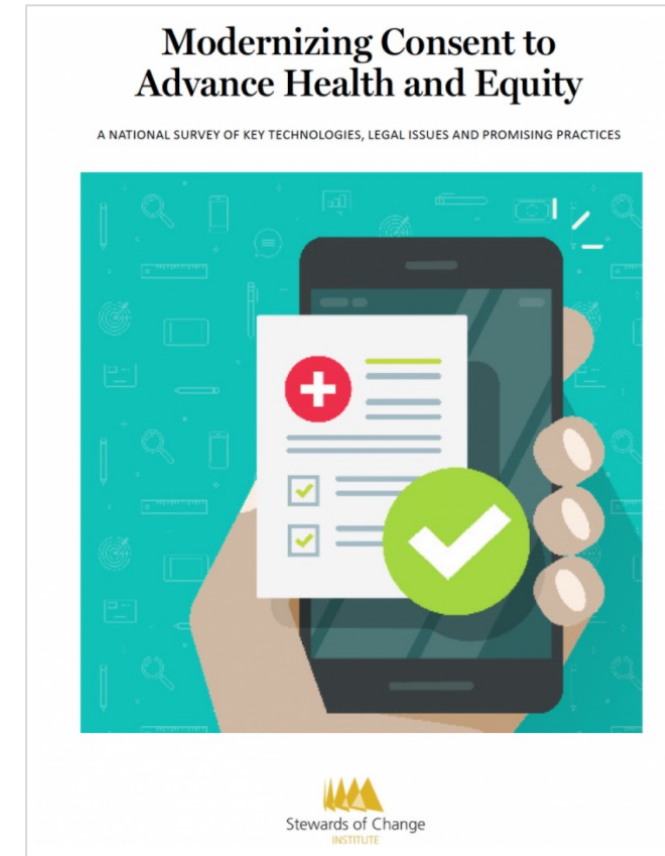 Modernizing Consent to
Advance Health and Equity
A NATIONAL SURVEY OF KEY TECHNOLOGIES, LEGAL ISSUES AND PROMISING PRACTICES
Stewards of Change
INSTITUTE